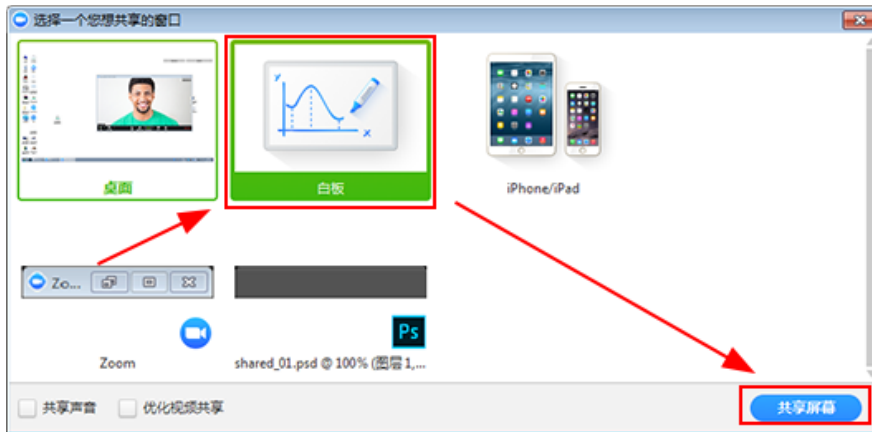 选择一个您想共享的窗口
桌面
白板
iPhone/iPad
Zo...
Ps
Zoom
shared_01.psd @ 100% (图层 1,...
共享声音
优化视频共享
共享屏幕